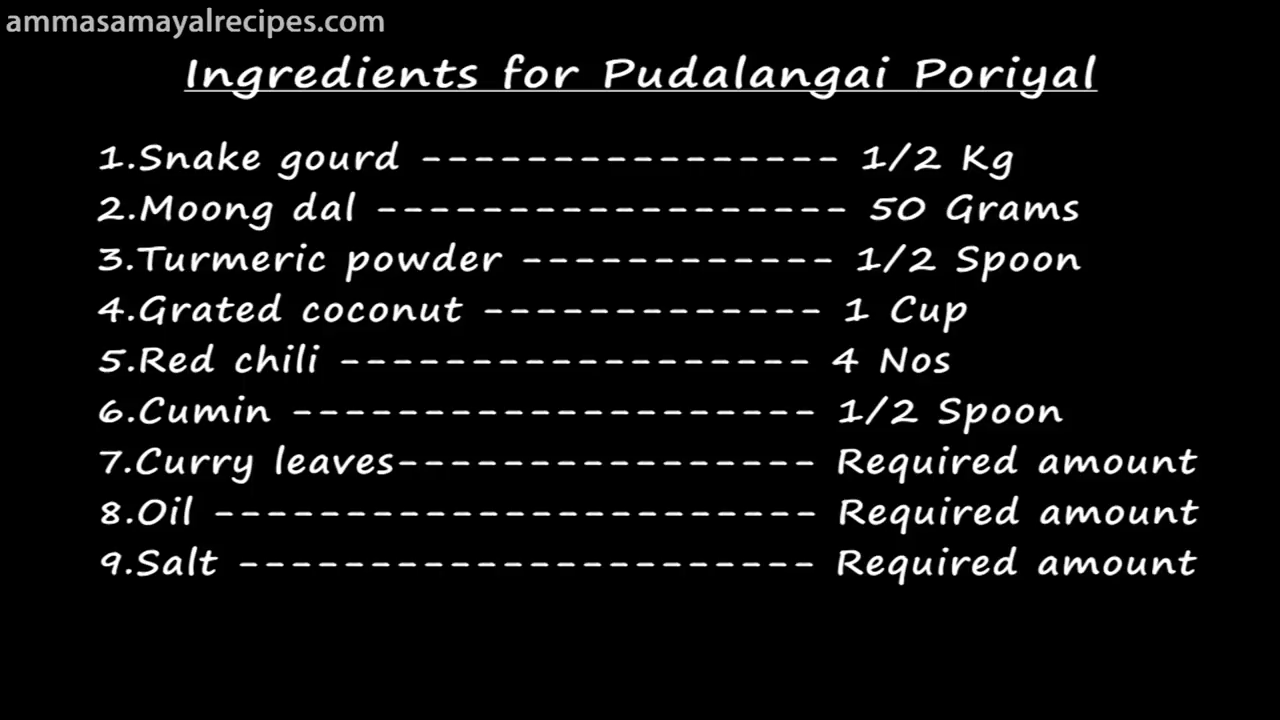 ammasamayalrecipes.com
Ingredients for Pudalangai Poriyal
1.Snake gourd ---------------- 1/2 Kg
2.Moong dal ------------------ 50 Grams
3.Turmeric powder ------------ 1/2 Spoon
4.Grated coconut ------------- 1 Cup
5.Red chili ------------------ 4 Nos
6.Cumin -------------------- 1/2 Spoon
7.Curry leaves---------------- Required amount
8.Oil ----------------------- Required amount
9.Salt ---------------------- Required amount